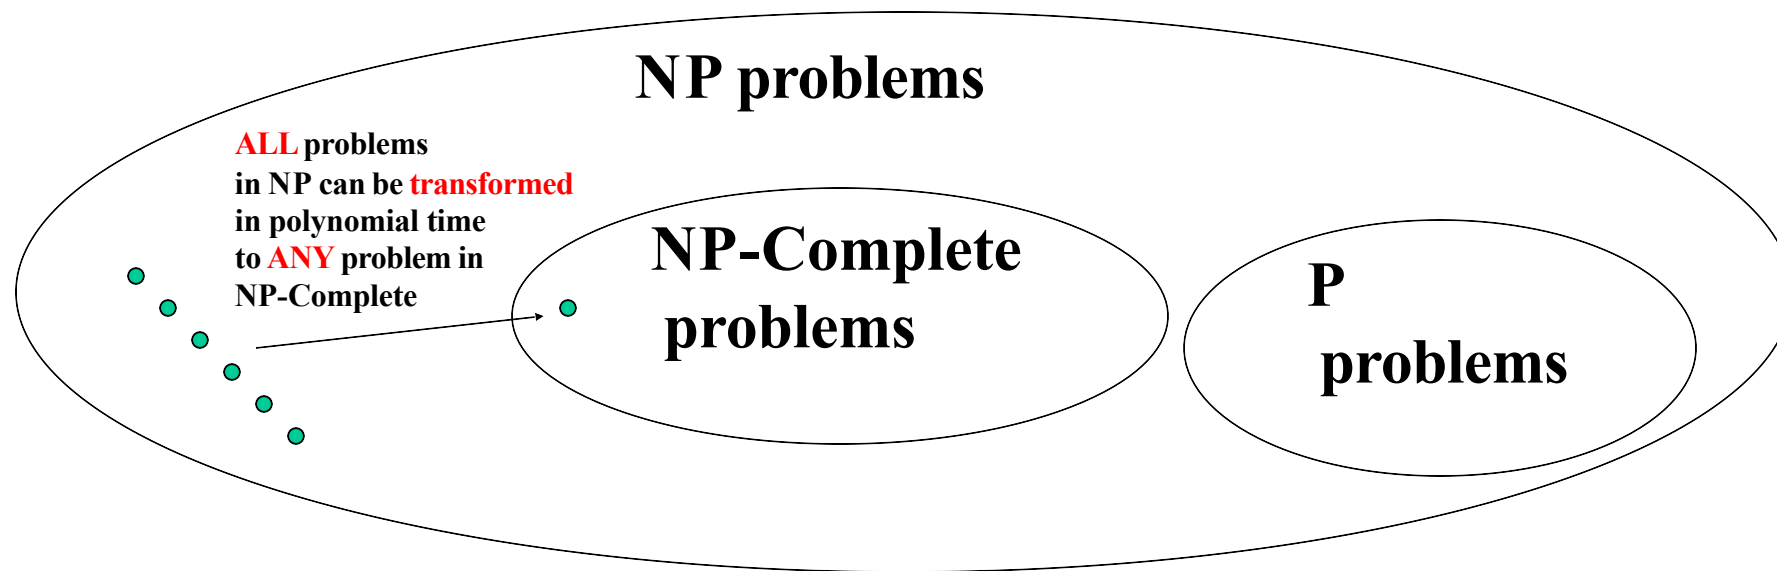 NP problems
ALL problems
in NP can be transformed
in polynomial time
to ANY problem in
NP-Complete
NP-Complete
problems
P
problems